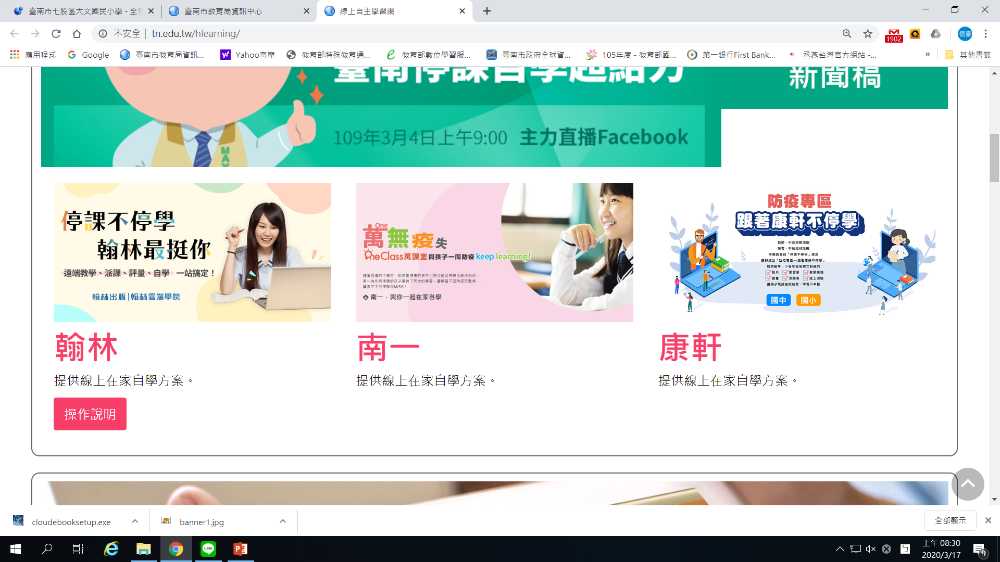 臺南市七股區大文國民小學 - 全球
臺南市教育局資訊中心
線上自主學習網
不安全 | tn.edu.tw/hlearning/
1902
信豪
應用程式
Google
臺南市教育局資訊...
Yahoo奇摩
教育部特殊教育通...
教育部數位學習服...
臺南市政府全球資...
105年度 - 教育部國...
第一銀行First Bank...
丞燕台灣官方網站 -...
»
其他書籤
臺南停課自學超給力
新聞稿
109年3月4日上午9:00 主力直播Facebook
停課不停學
翰林最挺你
遠端教學、派課、評量、自學 一站搞定！
翰林出版|翰林雲端學院
One
萬無疫失
OneClass萬課室與孩子一同防疫 keep learning!
隨著疫情的不穩定，即使是健康的孩子也有可能因停課而無法到校，
南一為所有停課的孩子提供了同步的學習，讓學習不因防疫而暫停，
讓孩子不因停課而MISS！
南一，與你一起在家自學
防疫專區
跟著康軒不停學
教學，不受空間限制
學習，不被疫情阻礙
呼應教育部「停課不停學」理念
康軒成立「防疫專區—跟著康軒不停學」
提供國中、小各年級各課次對應的
影片 學習單 教學簡報
動畫 測驗卷 線上測驗
讓孩子無論在校在家，學習不中斷
國中 國小
翰林
南一
康軒
提供線上在家自學方案。
提供線上在家自學方案。
提供線上在家自學方案。
操作說明
cloudebooksetup.exe
banner1.jpg
全部顯示
LINE
上午 08:30
2020/3/17
9